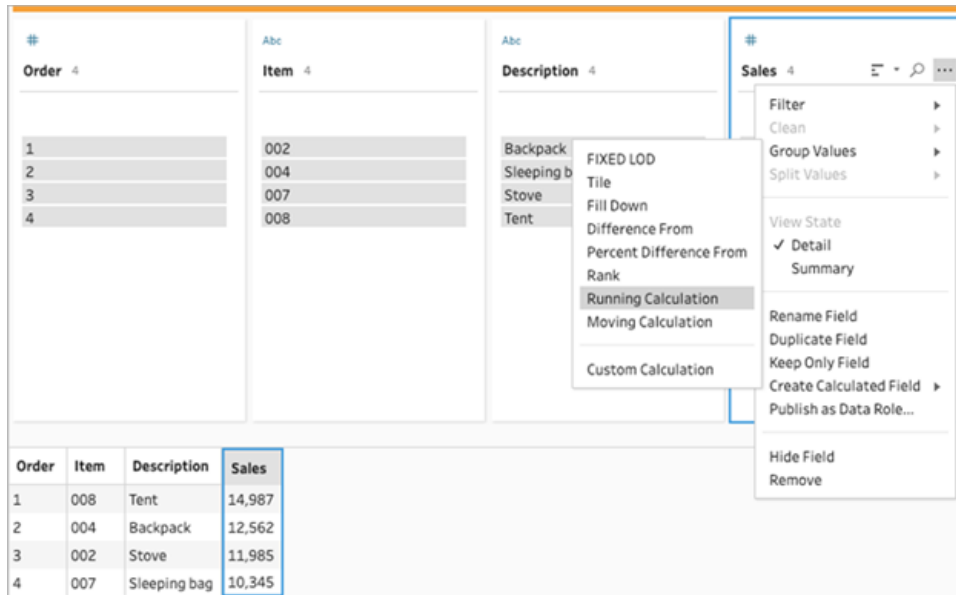 #
Abc
Abc
#
Order 4
Item 4
Description 4
Sales 4
1
2
3
4
002
004
007
008
Backpack
Sleeping b
Stove
Tent
FIXED LOD
Tile
Fill Down
Difference From
Percent Difference From
Rank
Running Calculation
Moving Calculation
Custom Calculation
Filter
Clean
Group Values
Split Values
View State
✓ Detail
Summary
Rename Field
Duplicate Field
Keep Only Field
Create Calculated Field
Publish as Data Role...
Hide Field
Remove
Order Item Description Sales
1 008 Tent 14,987
2 004 Backpack 12,562
3 002 Stove 11,985
4 007 Sleeping bag 10,345